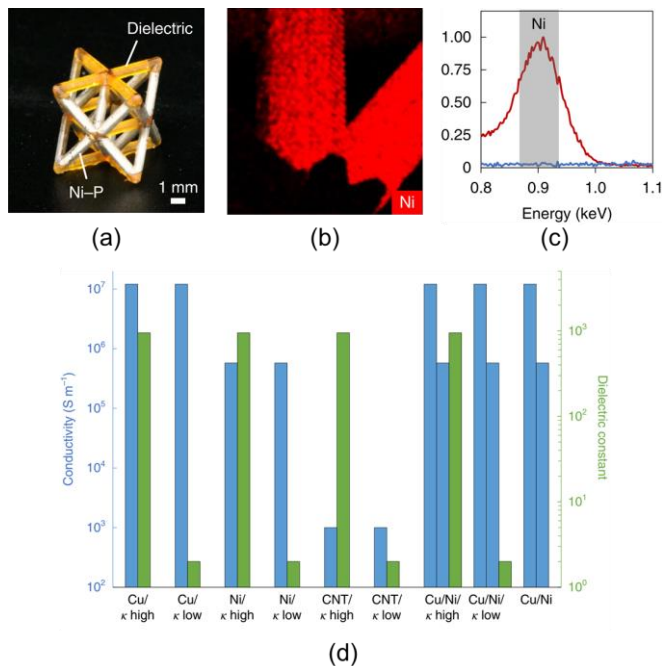 Dielectric
Ni–P
1 mm
(a)
Ni
(b)
Ni
1.00
0.75
0.50
0.25
0
0.8 0.9 1.0 1.1
Energy (keV)
(c)
Conductivity (S m⁻¹)
10⁷
10⁶
10⁵
10⁴
10³
10²
Dielectric constant
10³
10²
10¹
10⁰
Cu/ Cu/ Ni/ Ni/ CNT/ CNT/ Cu/Ni/ Cu/Ni/ Cu/Ni
κ high κ low κ high κ low κ high κ low κ high κ low
(d)